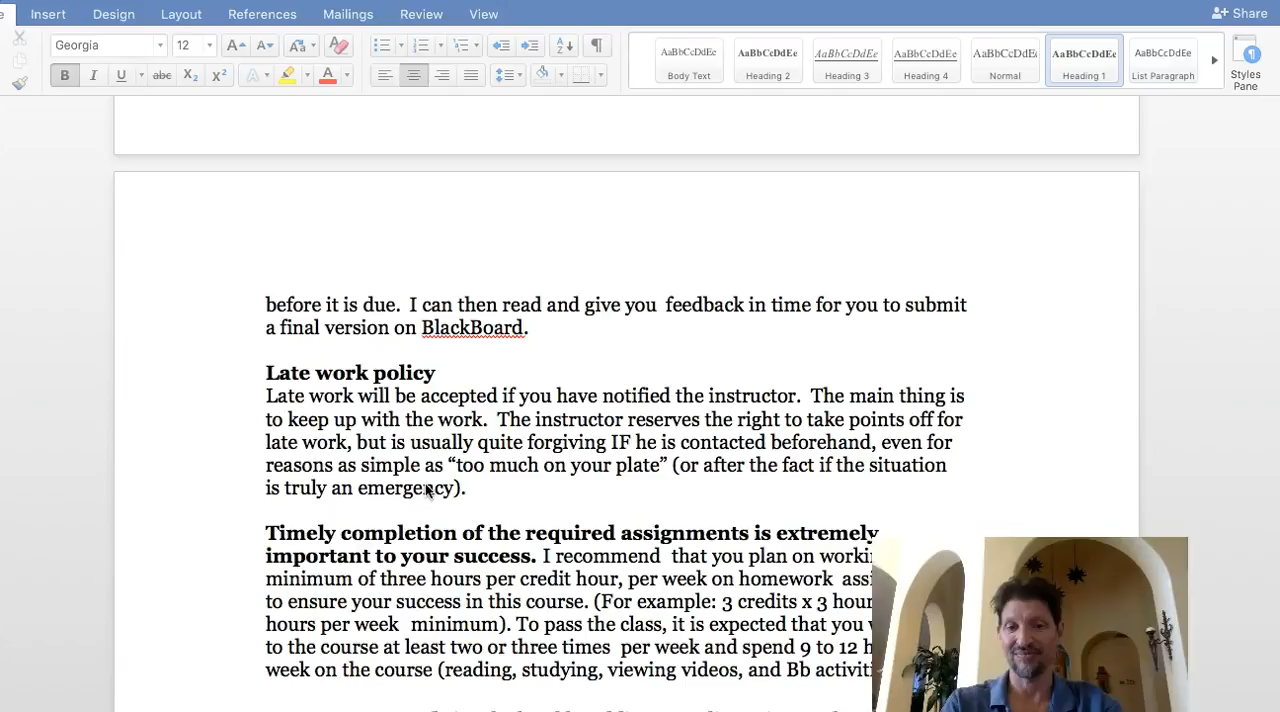 Insert Design Layout References Mailings Review View Share
Georgia 12
AaBbCcDdEe AaBbCcDdEe AaBbCcDdEe AaBbCcDdEe AaBbCcDdEe AaBbCcDdEe AaBbCcDdEe
Body Text Heading 2 Heading 3 Heading 4 Normal Heading 1 List Paragraph
Styles
Pane
B I U abc X₂ X² A A
before it is due. I can then read and give you feedback in time for you to submit
a final version on BlackBoard.
Late work policy
Late work will be accepted if you have notified the instructor. The main thing is
to keep up with the work. The instructor reserves the right to take points off for
late work, but is usually quite forgiving IF he is contacted beforehand, even for
reasons as simple as “too much on your plate” (or after the fact if the situation
is truly an emergency).
Timely completion of the required assignments is extremely
important to your success. I recommend that you plan on
minimum of three hours per credit hour, per week on homework
to ensure your success in this course. (For example: 3 credits x 3
hours per week minimum). To pass the class, it is expected that you
to the course at least two or three times per week and spend 9 to 12
week on the course (reading, studying, viewing videos, and Bb